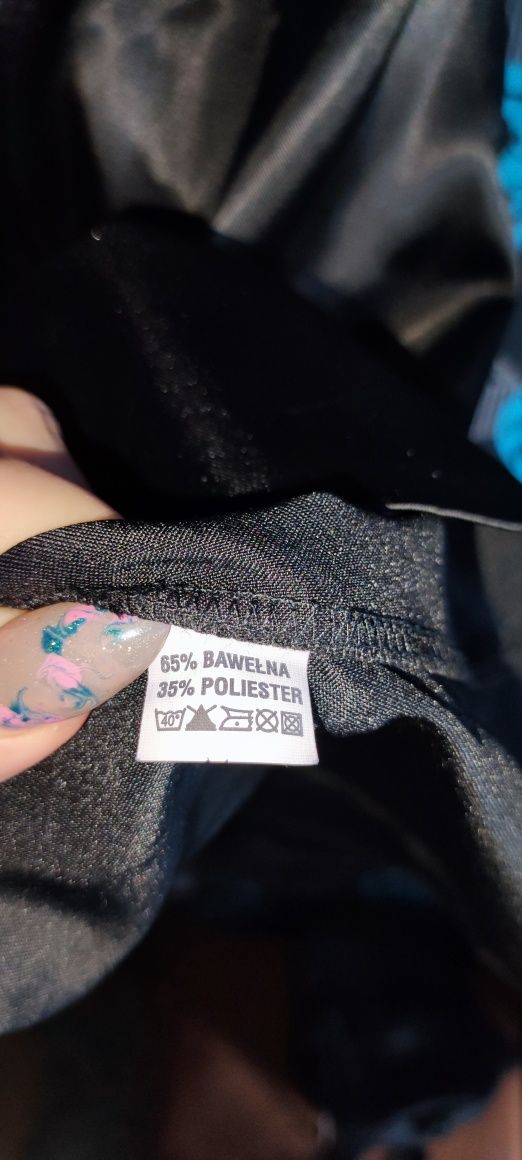 65% BAWEŁNA
35% POLIESTER
40°